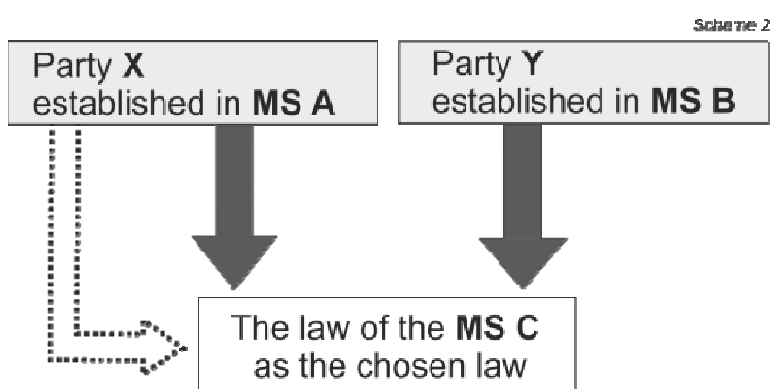 Scheme 2
Party X
established in MS A
Party Y
established in MS B
The law of the MS C
as the chosen law